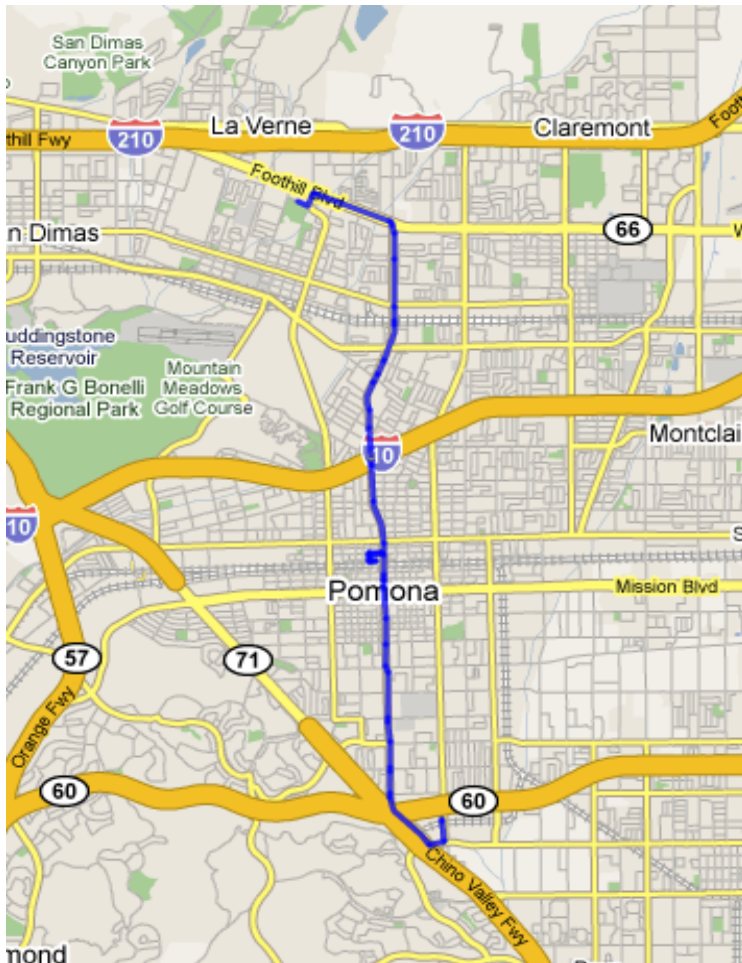 San Dimas
Canyon Park
La Verne
210
210
Claremont
Footh
thill Fwy
Foothill Blvd
n Dimas
66
W
uddingstone
Reservoir
Frank G Bonelli
Regional Park
Mountain
Meadows
Golf Course
Montclai
10
10
S
Pomona
Mission Blvd
57
71
Orange Fwy
60
60
Chino Valley Fwy
mond